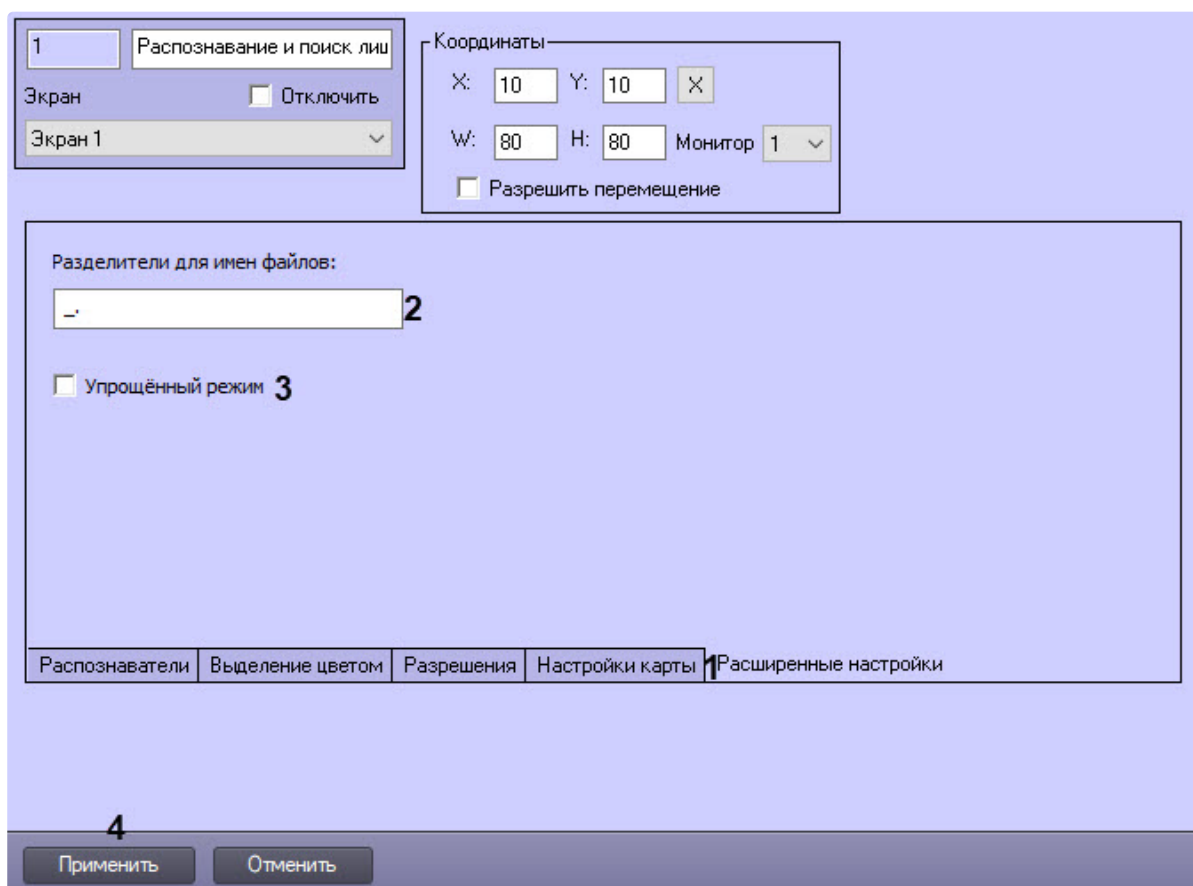 1 Распознавание и поиск лиц
Экран Отключить
Экран 1
Координаты
X: 10 Y: 10 X
W: 80 H: 80 Монитор 1
Разрешить перемещение
Разделители для имен файлов:
_.
2
Упрощённый режим 3
Распознаватели Выделение цветом Разрешения Настройки карты 1 Расширенные настройки
4
Применить Отменить